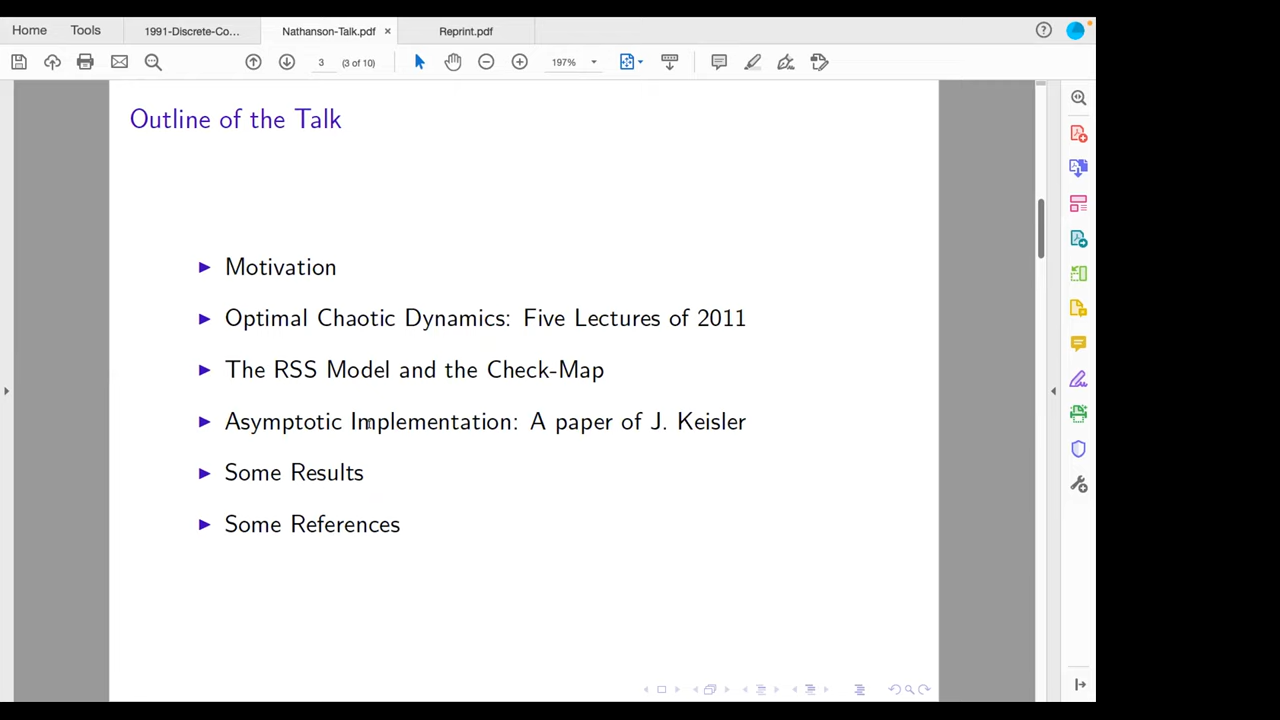 Home
Tools
1991-Discrete-Co...
Nathanson-Talk.pdf
Reprint.pdf
3
(3 of 10)
197%
Outline of the Talk
Motivation
Optimal Chaotic Dynamics: Five Lectures of 2011
The RSS Model and the Check-Map
Asymptotic Implementation: A paper of J. Keisler
Some Results
Some References